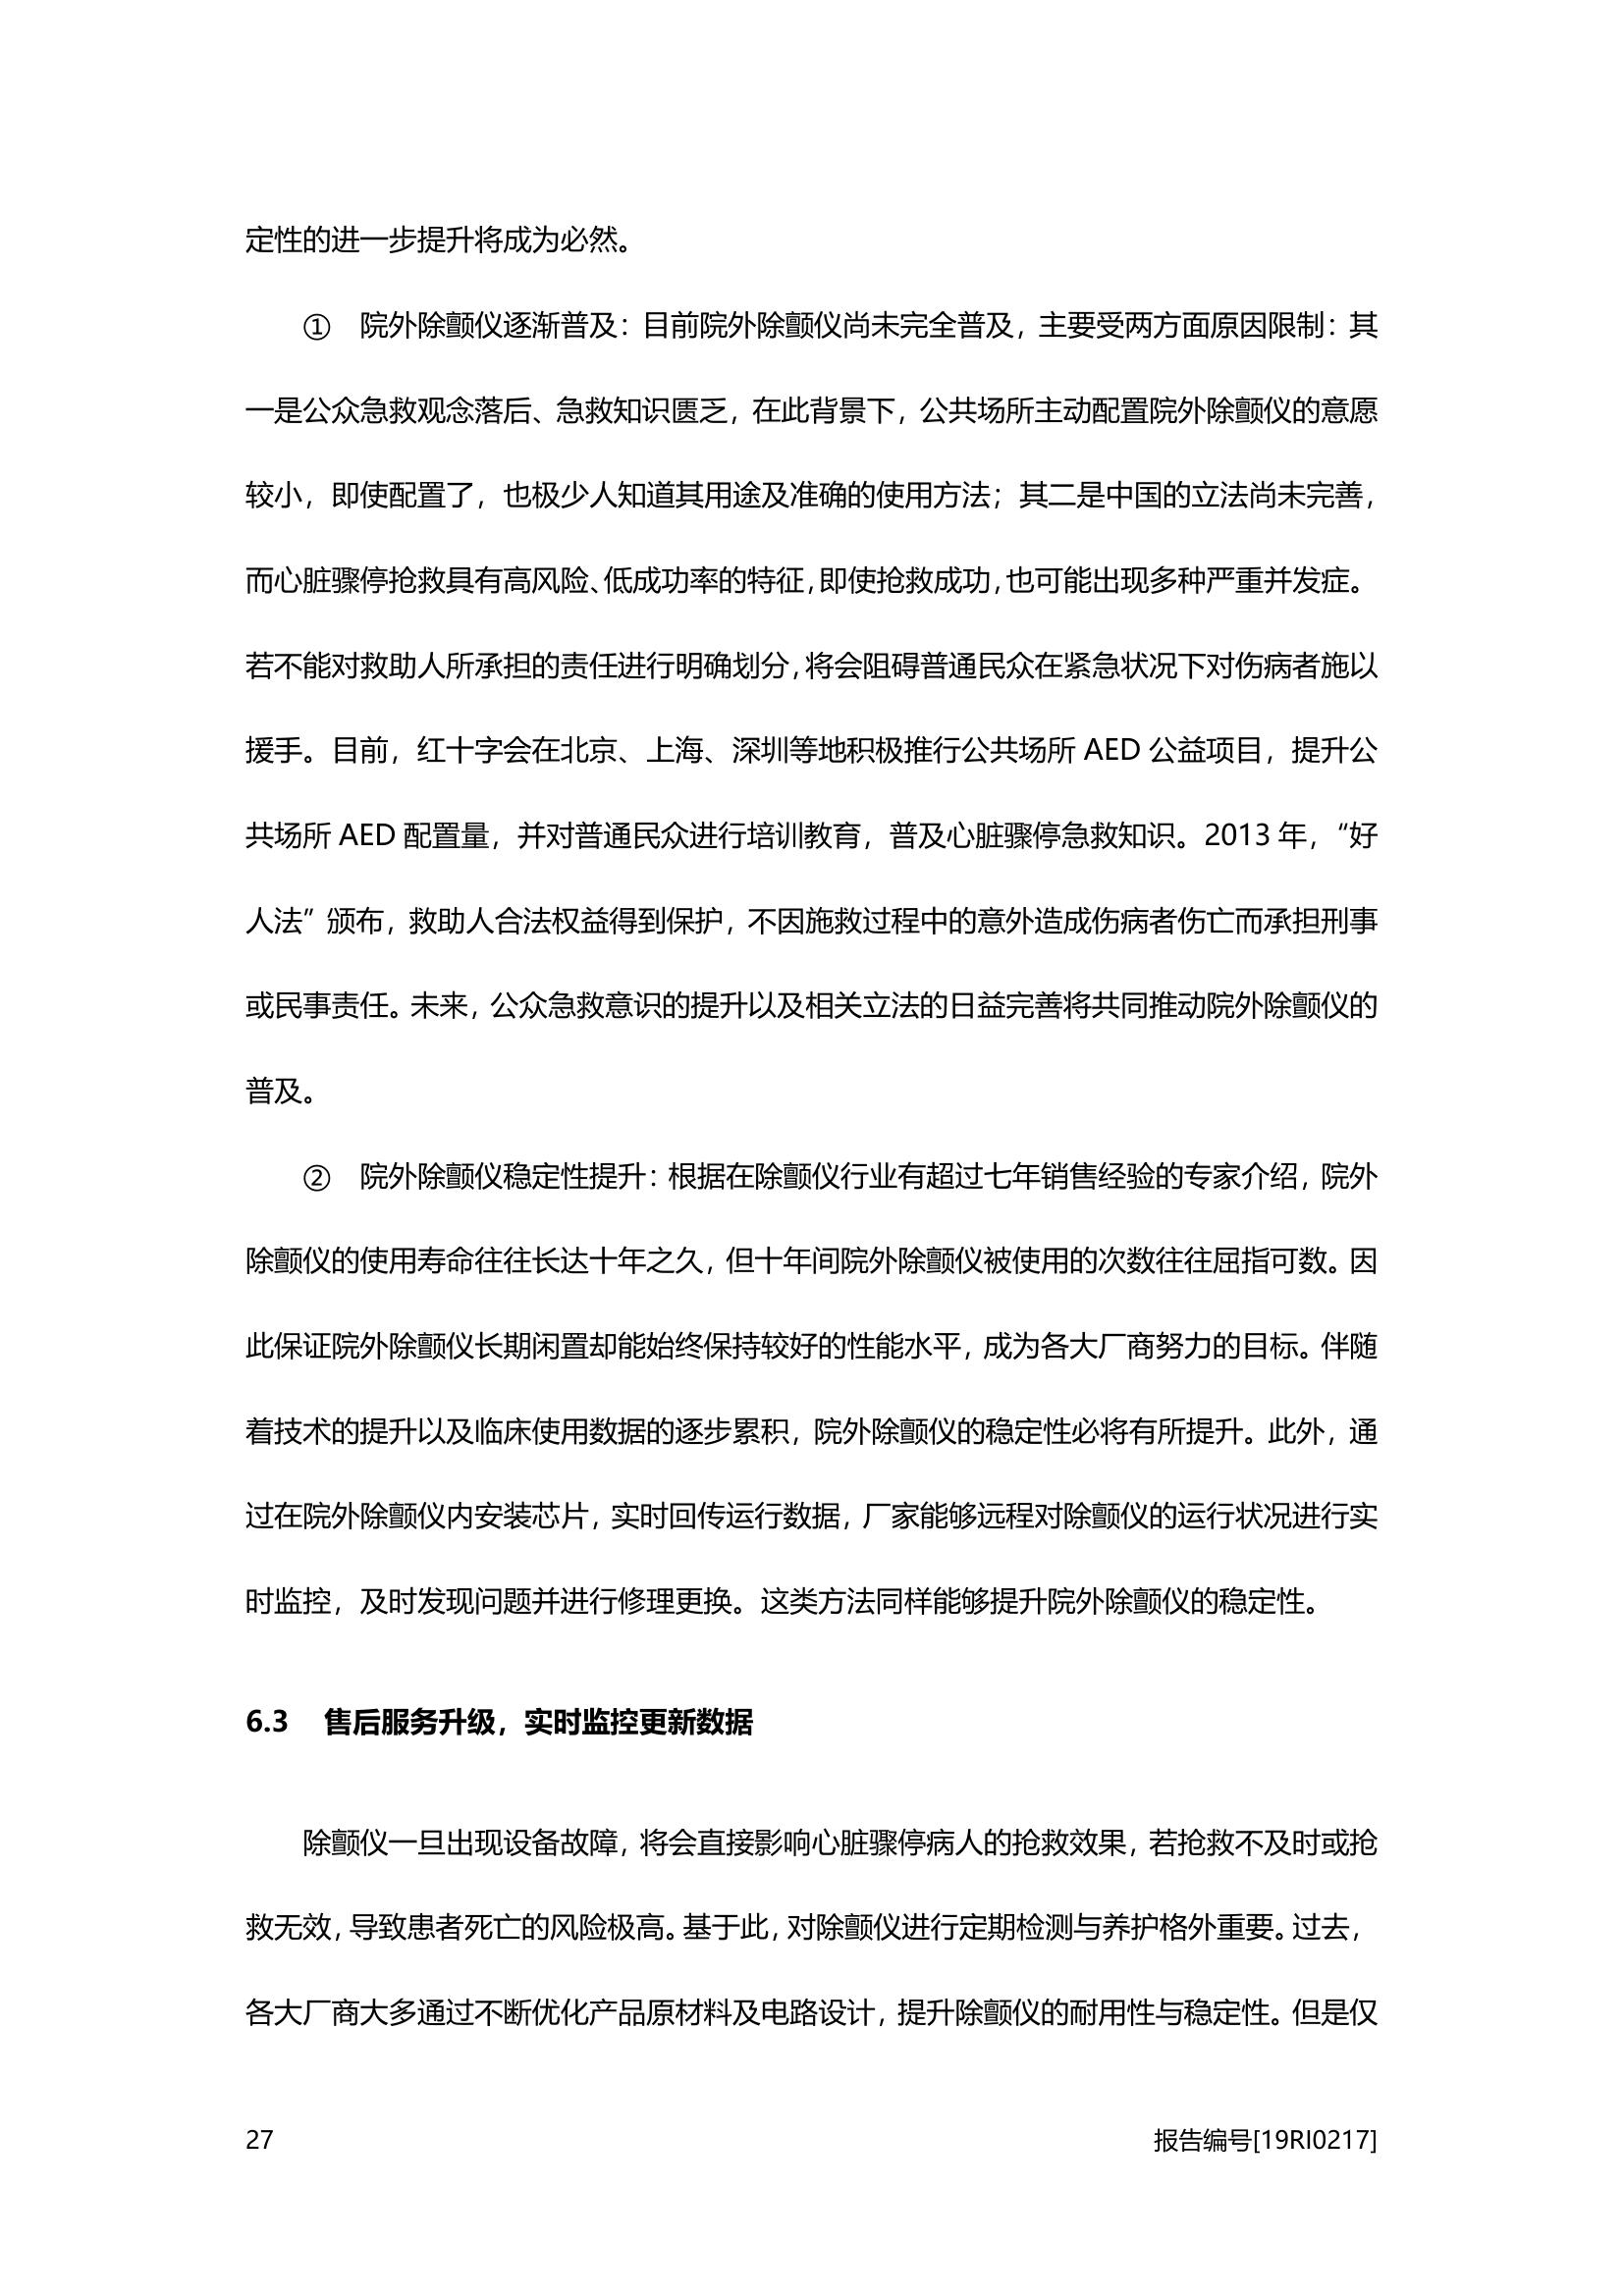 定性的进一步提升将成为必然。
① 院外除颤仪逐渐普及：目前院外除颤仪尚未完全普及，主要受两方面原因限制：其
一是公众急救观念落后、急救知识匮乏，在此背景下，公共场所主动配置院外除颤仪的意愿
较小，即使配置了，也极少人知道其用途及准确的使用方法；其二是中国的立法尚未完善，
而心脏骤停抢救具有高风险、低成功率的特征，即使抢救成功，也可能出现多种严重并发症。
若不能对救助人所承担的责任进行明确划分，将会阻碍普通民众在紧急状况下对伤病者施以
援手。目前，红十字会在北京、上海、深圳等地积极推行公共场所 AED 公益项目，提升公
共场所 AED 配置量，并对普通民众进行培训教育，普及心脏骤停急救知识。2013 年，“好
人法”颁布，救助人合法权益得到保护，不因施救过程中的意外造成伤病者伤亡而承担刑事
或民事责任。未来，公众急救意识的提升以及相关立法的日益完善将共同推动院外除颤仪的
普及。
② 院外除颤仪稳定性提升：根据在除颤仪行业有超过七年销售经验的专家介绍，院外
除颤仪的使用寿命往往长达十年之久，但十年间院外除颤仪被使用的次数往往屈指可数。因
此保证院外除颤仪长期闲置却能始终保持较好的性能水平，成为各大厂商努力的目标。伴随
着技术的提升以及临床使用数据的逐步累积，院外除颤仪的稳定性必将有所提升。此外，通
过在院外除颤仪内安装芯片，实时回传运行数据，厂家能够远程对除颤仪的运行状况进行实
时监控，及时发现问题并进行修理更换。这类方法同样能够提升院外除颤仪的稳定性。
6.3 售后服务升级，实时监控更新数据
除颤仪一旦出现设备故障，将会直接影响心脏骤停病人的抢救效果，若抢救不及时或抢
救无效，导致患者死亡的风险极高。基于此，对除颤仪进行定期检测与养护格外重要。过去，
各大厂商大多通过不断优化产品原材料及电路设计，提升除颤仪的耐用性与稳定性。但是仅
27 报告编号[19RI0217]